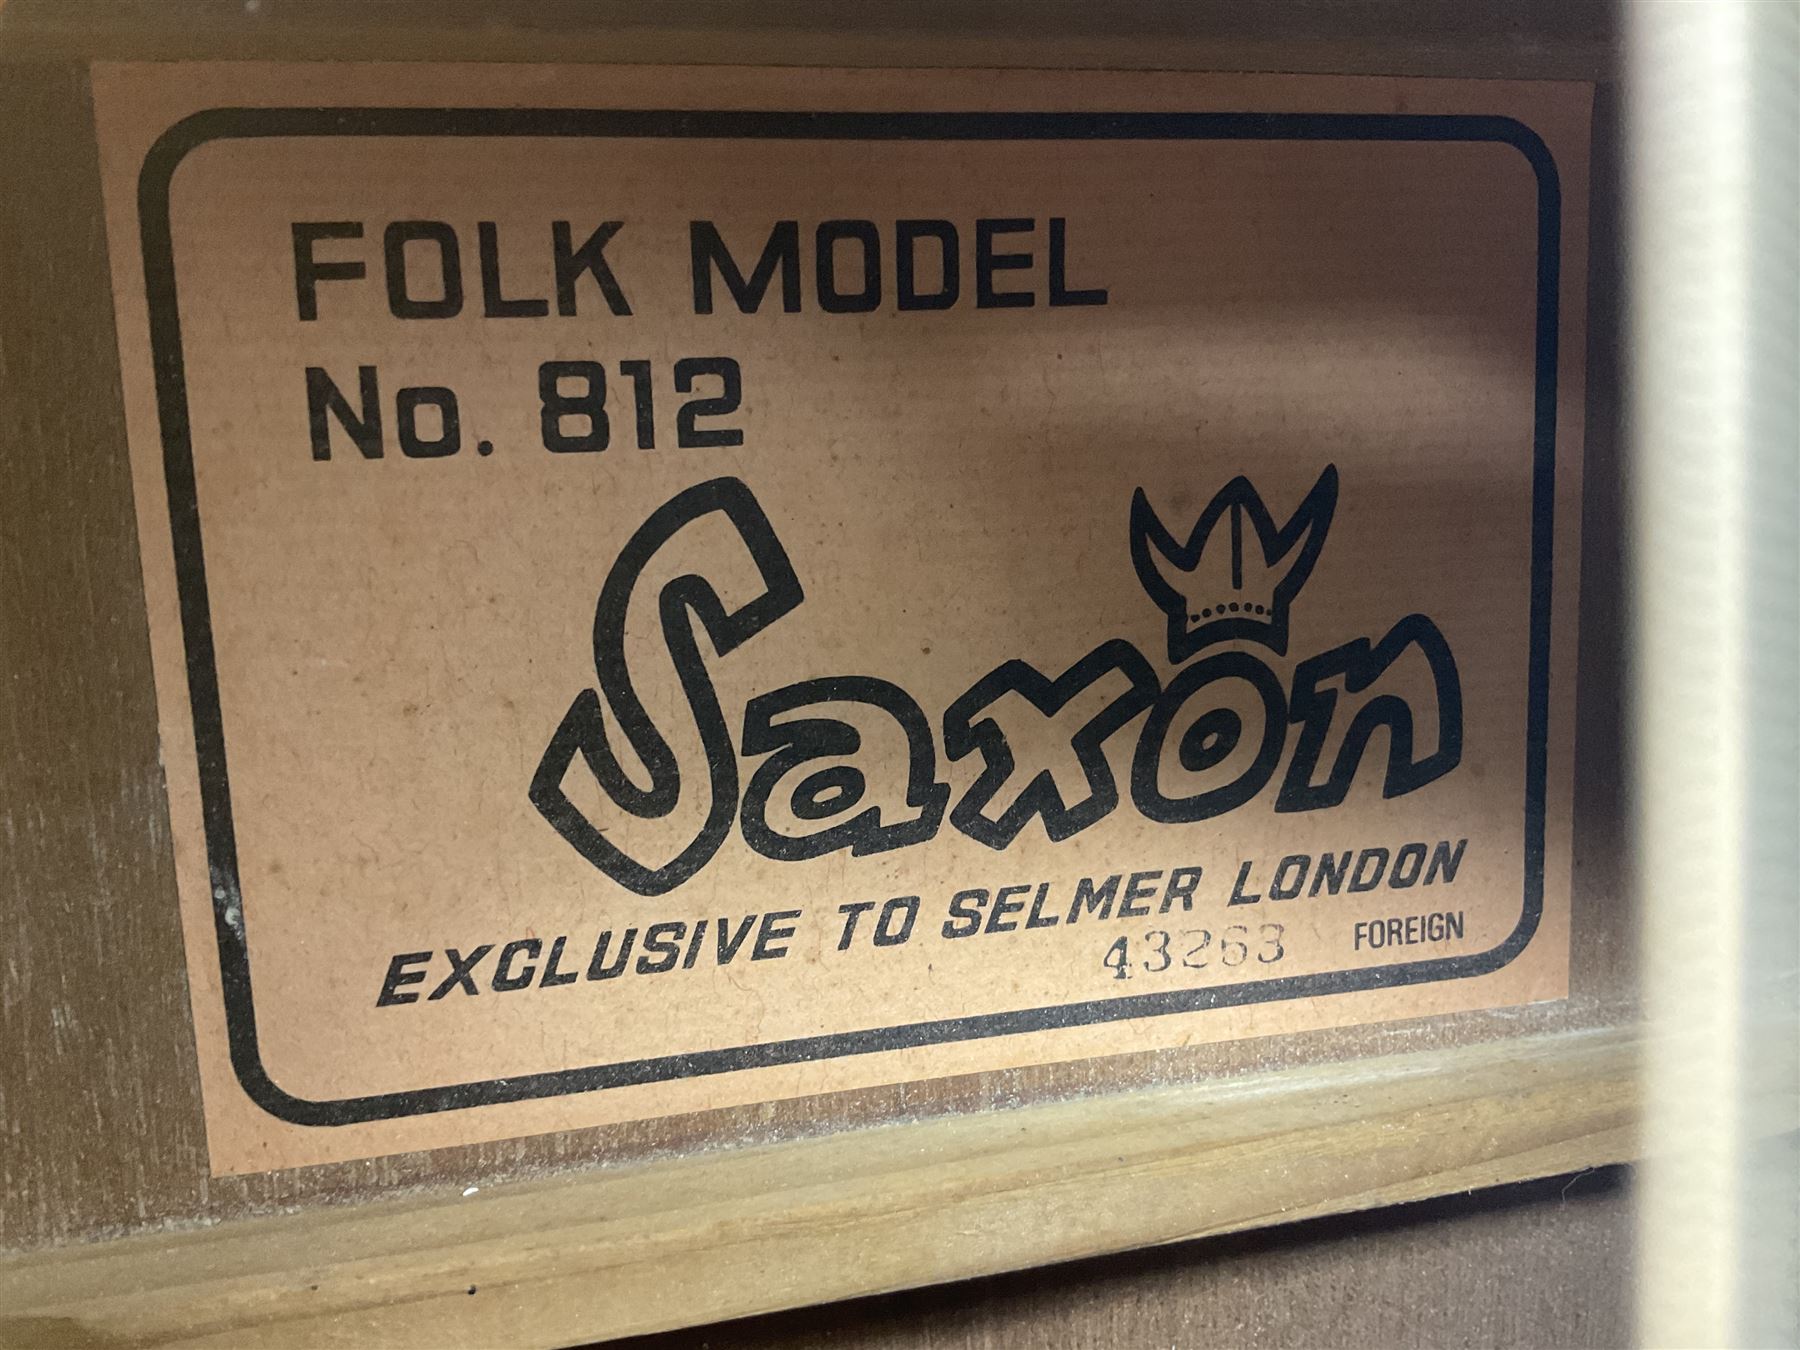 FOLK MODEL
No. 812
Saxon
EXCLUSIVE TO SELMER LONDON
43263 FOREIGN